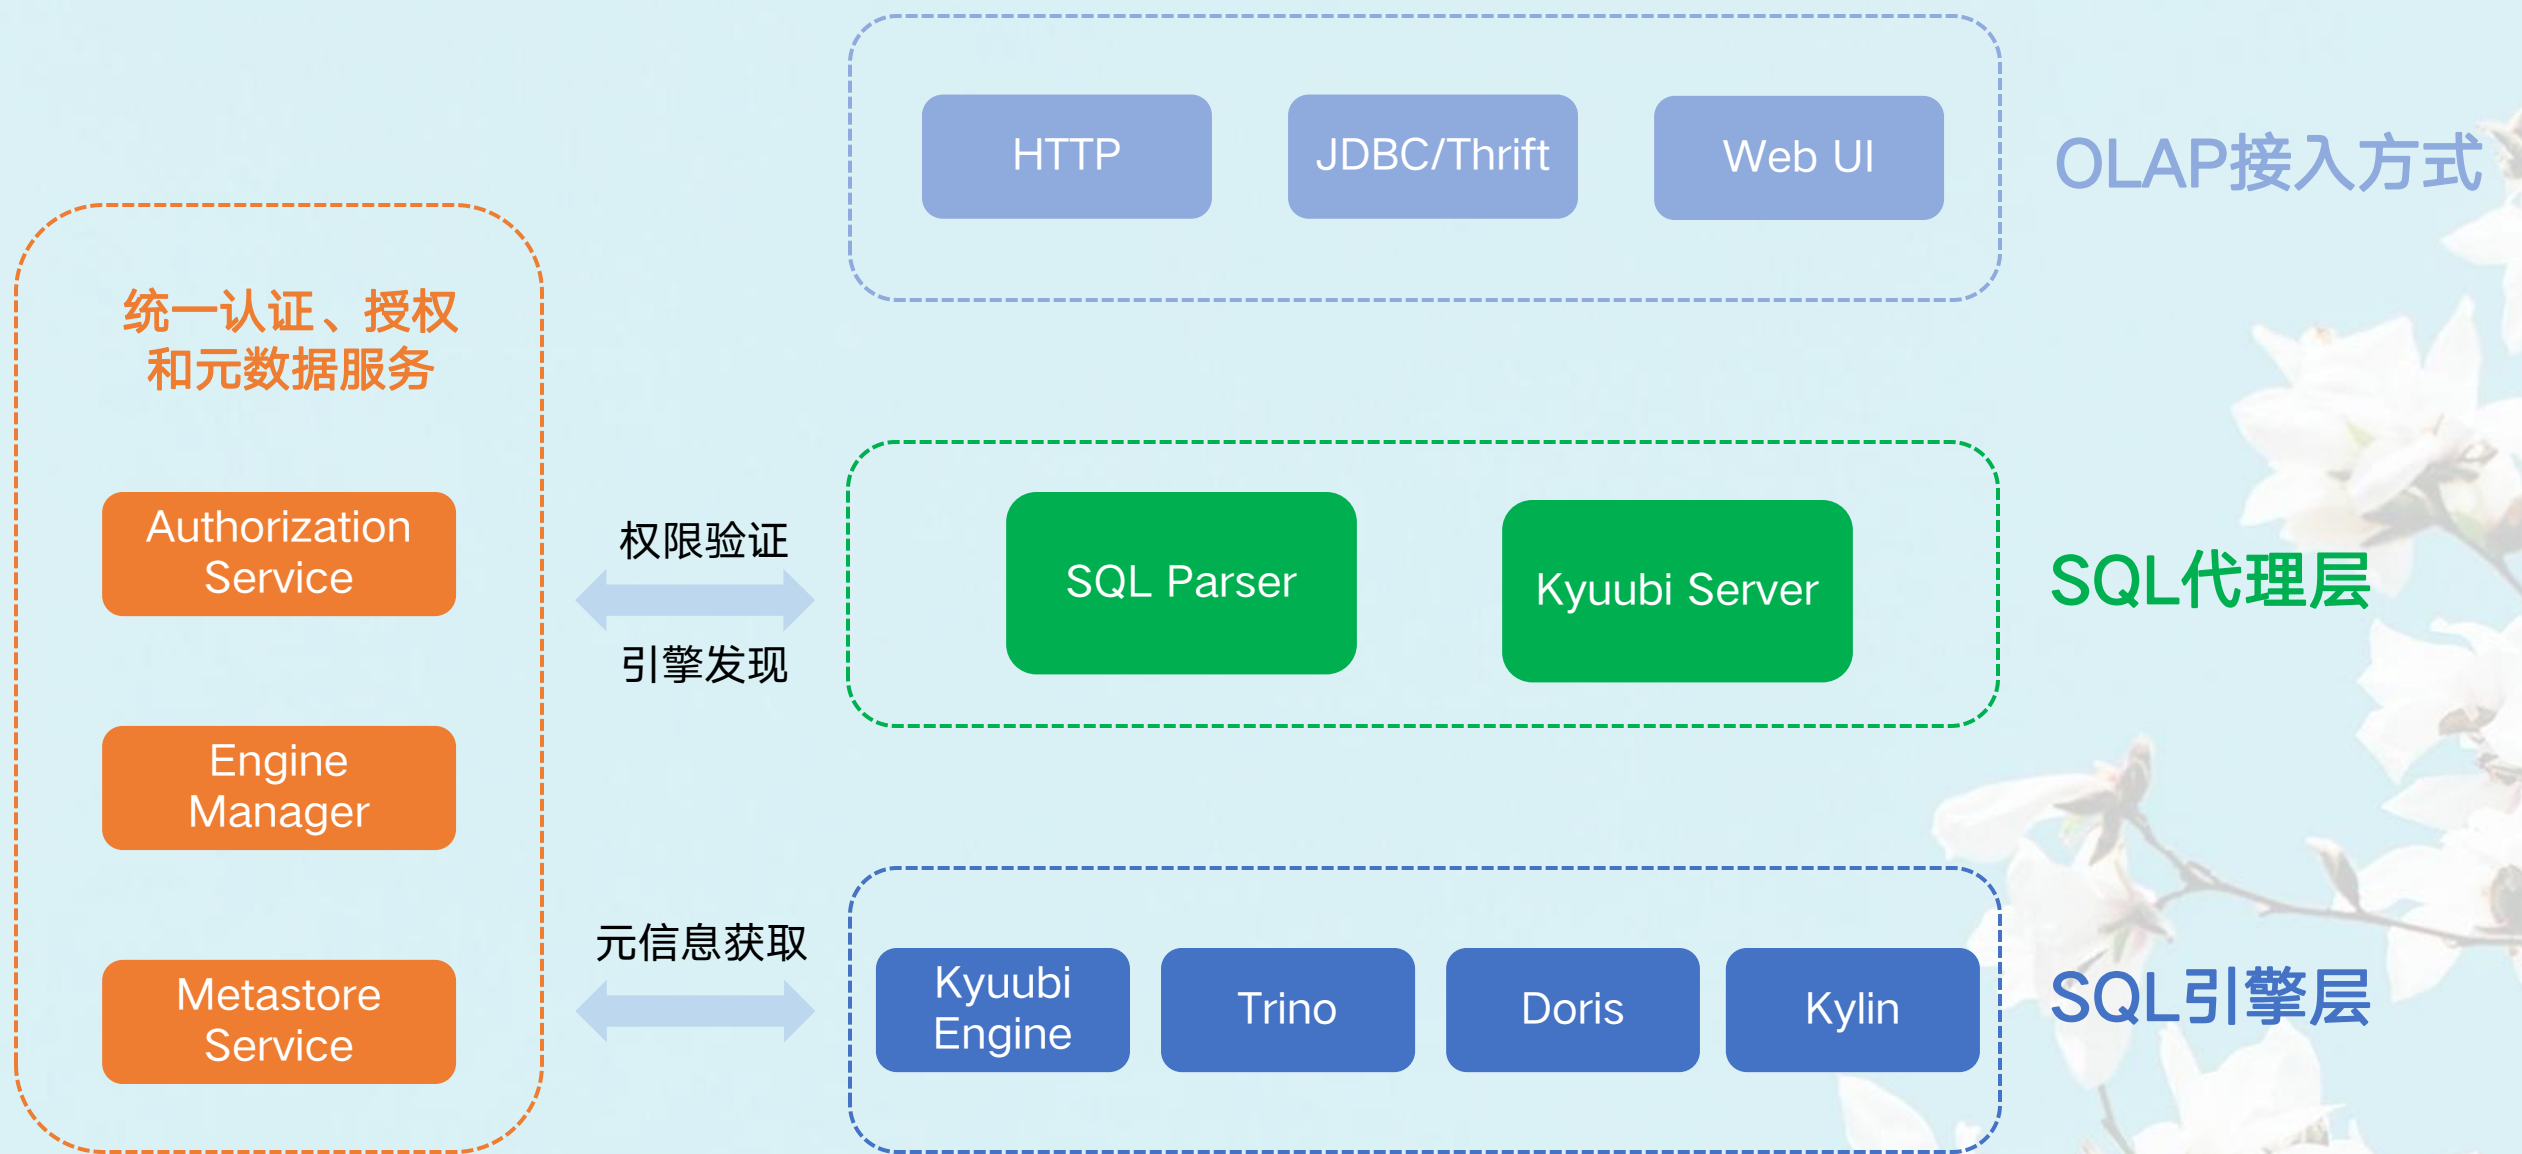 HTTP
JDBC/Thrift
Web UI
OLAP接入方式
统一认证、授权
和元数据服务
Authorization
Service
Engine
Manager
Metastore
Service
权限验证
引擎发现
SQL Parser
Kyuubi Server
SQL代理层
元信息获取
Kyuubi
Engine
Trino
Doris
Kylin
SQL引擎层